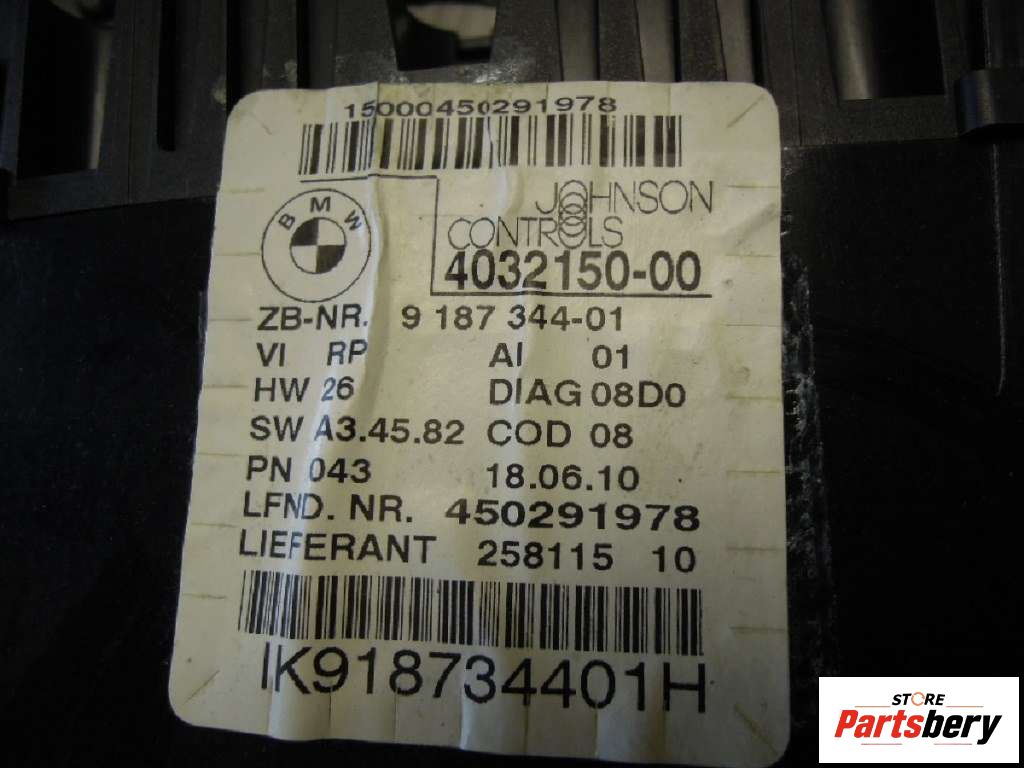 15000450291978
BMW
JOHNSON
CONTROLS
4032150-00
ZB-NR. 9 187 344-01
VI RP AI 01
HW 26 DIAG 08D0
SW A3.45.82 COD 08
PN 043 18.06.10
LFND. NR. 450291978
LIEFERANT 258115 10
IK918734401H
STORE
Partsbery